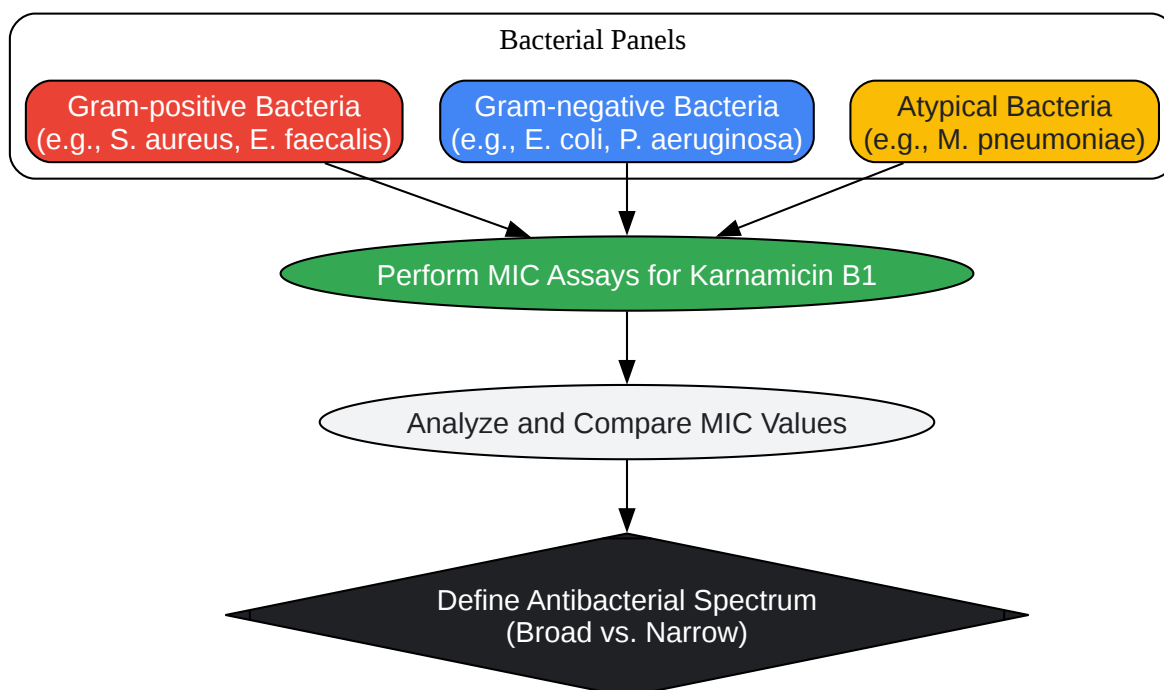 Bacterial Panels
Gram-positive Bacteria
(e.g., S. aureus, E. faecalis)
Gram-negative Bacteria
(e.g., E. coli, P. aeruginosa)
Atypical Bacteria
(e.g., M. pneumoniae)
Perform MIC Assays for Karnamicin B1
Analyze and Compare MIC Values
Define Antibacterial Spectrum
(Broad vs. Narrow)